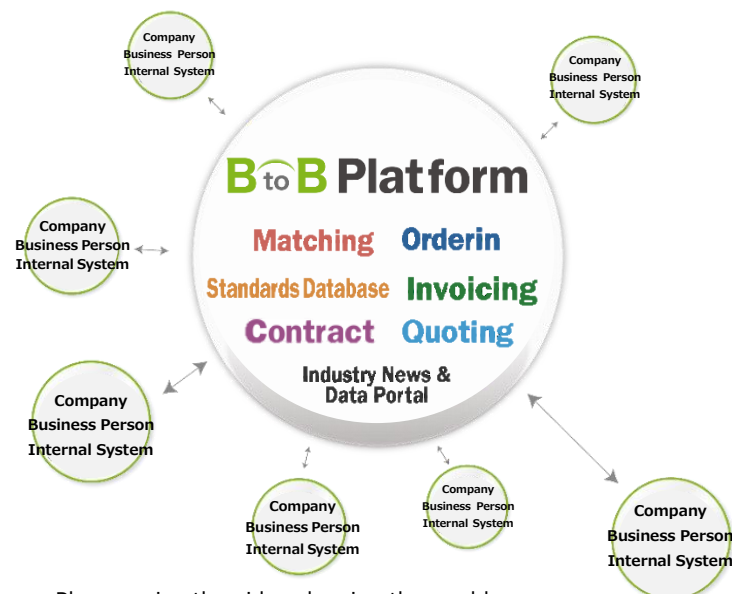 Company
Business Person
Internal System
Company
Business Person
Internal System
B to B Platform
Matching
Orderin
Company
Business Person
Internal System
Standards Database
Invoicing
Contract
Quoting
Industry News &
Data Portal
Company
Business Person
Internal System
Company
Business Person
Internal System
Company
Business Person
Internal System
Company
Business Person
Internal System